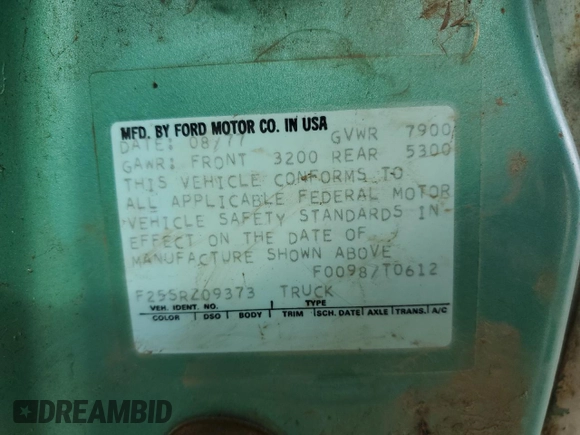 MFD. BY FORD MOTOR CO. IN USA
DATE: 08/77 GVWR 7900
GAWR: FRONT 3200 REAR 5300
THIS VEHICLE CONFORMS TO
ALL APPLICABLE FEDERAL MOTOR
VEHICLE SAFETY STANDARDS IN
EFFECT ON THE DATE OF
MANUFACTURE SHOWN ABOVE
F0098/T0612
F25SRZ09373 TRUCK
VEH. IDENT. NO. TYPE
COLOR DSO BODY TRIM SCH. DATE AXLE TRANS. A/C
DREAMBID